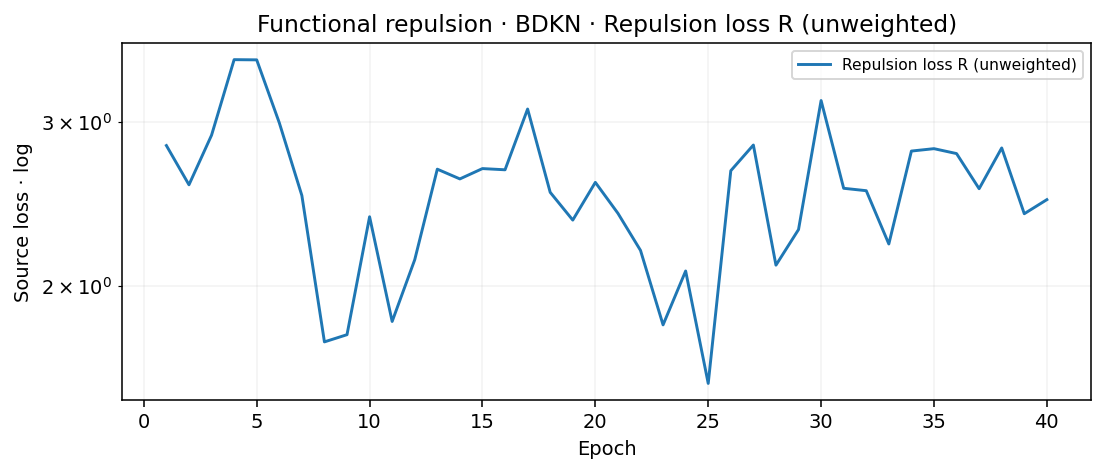 Functional repulsion · BDKN · Repulsion loss R (unweighted)
Repulsion loss R (unweighted)
3 × 10⁰
2 × 10⁰
Source loss · log
0 5 10 15 20 25 30 35 40
Epoch